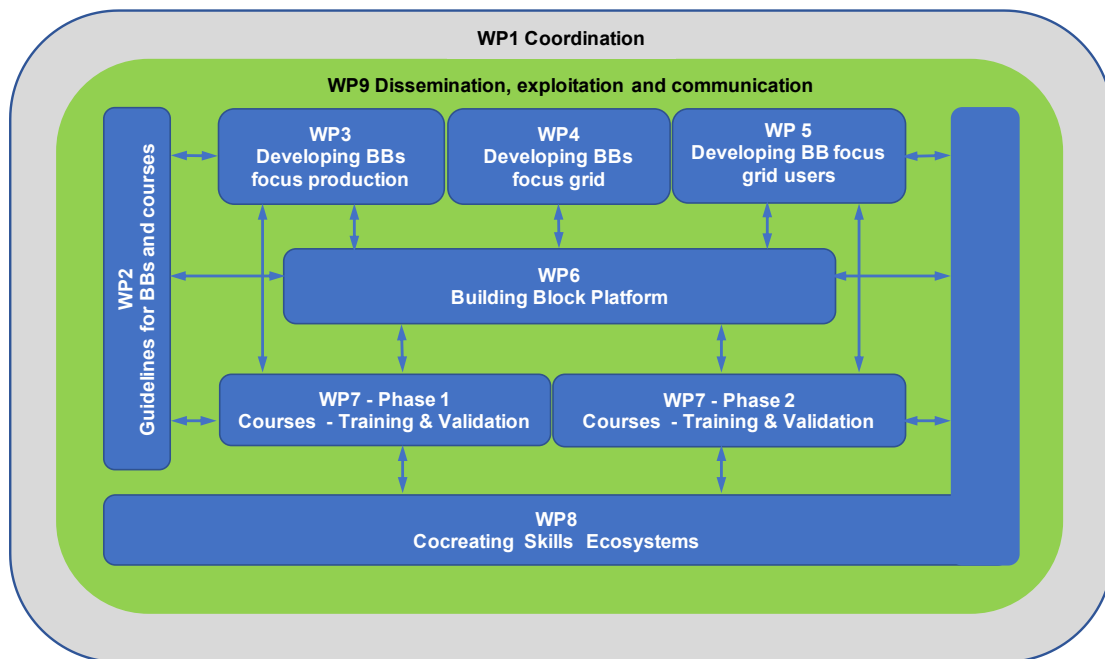 WP1 Coordination
WP9 Dissemination, exploitation and communication
WP2
Guidelines for BBs and courses
WP3
Developing BBs
focus production
WP4
Developing BBs
focus grid
WP 5
Developing BB focus
grid users
WP6
Building Block Platform
WP7 - Phase 1
Courses - Training & Validation
WP7 - Phase 2
Courses - Training & Validation
WP8
Cocreating Skills Ecosystems